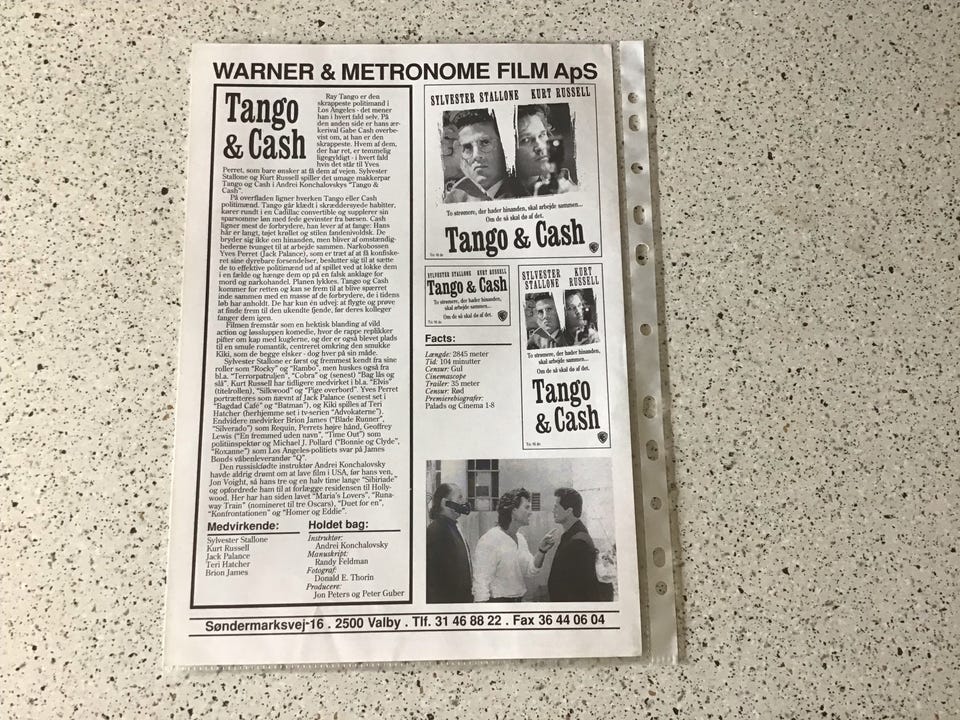 WARNER & METRONOME FILM ApS
Tango
& Cash
Ray Tango er den
skrappeste politimand i
Los Angeles - det mener
han i hvert fald selv. På
den anden side er hans ær-
kerival Gabe Cash overbe-
vist om, at han er den
skrappeste. Hvem af dem,
der har ret, er temmelig
ligegyldigt - i hvert fald
hvis det står til Yves
Perret, som bare ønsker at få dem af vejen. Sylvester
Stallone og Kurt Russell spiller det umage makkerpar
Tango og Cash i Andrei Konchalovskys "Tango &
Cash".
På overfladen ligner hverken Tango eller Cash
politimænd. Tango går klædt i skræddersyede habitter,
kører rundt i en Cadillac convertible og supplerer sin
sparsomme løn med fede gevinster fra børsen. Cash
ligner mest de forbrydere, han lever af at fange: Hans
hår er langt, tøjet krøllet og stilen fandenivoldsk. De
bryder sig ikke om hinanden, men bliver af omstændig-
hederne tvunget til at arbejde sammen. Narkobossen
Yves Perret (Jack Palance), som er træt af at få konfiske-
ret sine dyrebare forsendelser, beslutter sig til at sætte
de to effektive politimænd ud af spillet ved at lokke dem
i en fælde og hænge dem op på en falsk anklage for
mord og narkohandel. Planen lykkes. Tango og Cash
kommer for retten og kan se frem til at blive spærret
inde sammen med en masse af de forbrydere, de i tidens
løb har anholdt. De har kun én udvej: at flygte og prøve
at finde frem til den ukendte fjende, før deres kolleger
fanger dem igen.
Filmen fremstår som en hektisk blanding af vild
action og løssluppen komedie, hvor de rappe replikker
pifter om kap med kuglerne, og der er også blevet plads
til en smule romantik, centreret omkring den smukke
Kiki, som de begge elsker - dog hver på sin måde.
Sylvester Stallone er først og fremmest kendt fra sine
roller som "Rocky" og "Rambo", men huskes også fra
bl.a. "Terrorpatruljen", "Cobra" og (senest) "Bag lås og
slå". Kurt Russell har tidligere medvirket i bl.a. "Elvis"
(titelrollen), "Silkwood" og "Pige overbord". Yves Perret
portrætteres som nævnt af Jack Palance (senest set i
"Bagdad Café" og "Batman"), og Kiki spilles af Teri
Hatcher (herhjemme set i tv-serien "Advokaterne").
Endvidere medvirker Brion James ("Blade Runner",
"Silverado") som Requin, Perrets højre hånd, Geoffrey
Lewis ("En fremmed uden navn", "Time Out") som
politiinspektør og Michael J. Pollard ("Bonnie og Clyde",
"Roxanne") som Los Angeles-politiets svar på James
Bonds våbenleverandør "Q".
Den russiskfødte instruktør Andrei Konchalovsky
havde aldrig drømt om at lave film i USA, før hans ven,
Jon Voight, så hans tre og en halv time lange "Sibiriade"
og opfordrede ham til at forlægge residensen til Holly-
wood. Her har han siden lavet "Maria's Lovers", "Runa-
way Train" (nomineret til tre Oscars), "Duet for en",
"Konfrontationen" og "Homer og Eddie".
Medvirkende:
Sylvester Stallone
Kurt Russell
Jack Palance
Teri Hatcher
Brion James
Holdet bag:
Instruktør:
Andrei Konchalovsky
Manuskript:
Randy Feldman
Fotograf:
Donald E. Thorin
Producere:
Jon Peters og Peter Guber
SYLVESTER STALLONE KURT RUSSELL
To strømere, der hader hinanden, skal arbejde sammen...
Om de så skal dø af det.
Tango & Cash
SYLVESTER STALLONE KURT RUSSELL
Tango & Cash
To strømere, der hader hinanden,
skal arbejde sammen...
Om de så skal dø af det.
Facts:
Længde: 2845 meter
Tid: 104 minutter
Censur: Gul
Cinemascope
Trailer: 35 meter
Censur: Rød
Premierebiografer:
Palads og Cinema 1-8
SYLVESTER KURT
STALLONE RUSSELL
To strømere, der hader hinanden,
skal arbejde sammen...
Om de så skal dø af det.
Tango
& Cash
Søndermarksvej 16 . 2500 Valby . Tlf. 31 46 88 22 . Fax 36 44 06 04